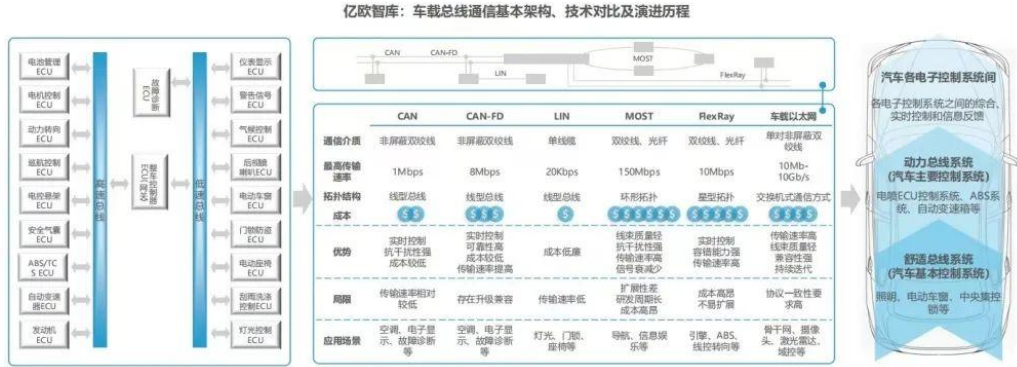 亿欧智库：车载总线通信基本架构、技术对比及演进历程
电池管理
ECU
电机控制
ECU
动力转向
ECU
巡航控制
ECU
电控悬架
ECU
安全气囊
ECU
ABS/TC
S ECU
自动变速
器ECU
发动机
ECU
高速总线
故障诊断
ECU
整车控制器
ECU（网关）
低速总线
仪表显示
ECU
警告信号
ECU
气候控制
ECU
后视镜
喇叭ECU
电动车窗
ECU
门锁防盗
ECU
电动座椅
ECU
刮雨洗涤
控制ECU
灯光控制
ECU
CAN
CAN-FD
LIN
MOST
FlexRay
CAN CAN-FD LIN MOST FlexRay 车载以太网
通信介质 非屏蔽双绞线 非屏蔽双绞线 单线缆 双绞线、光纤 双绞线、光纤 单对非屏蔽双
绞线
最高传输
速率
1Mbps 8Mbps 20Kbps 150Mbps 10Mbps 10Mb-
10Gb/s
拓扑结构 线型总线 线型总线 线型总线 环形拓扑 星型拓扑 交换机式通信方式
成本 $$ $$$ $ $$$$$ $$$$ $$$$
优势
实时控制
抗干扰性强
成本较低
实时控制
可靠性高
成本较低
传输速率提高
成本低廉
线束质量轻
抗干扰性强
传输速率高
信号衰减少
实时控制
容错能力强
传输速率高
传输速率高
线束质量轻
兼容性强
持续迭代
局限
传输速率相对
较低
存在升级兼容
传输速率低
扩展性差
研发周期长
成本高昂
成本高昂
不易扩展
协议一致性要
求高
应用场景
空调、电子显
示、故障诊断
等
空调、电子显
示、故障诊断
等
灯光、门锁、
座椅等
导航、信息娱
乐等
引擎、ABS、
线控转向等
骨干网、摄像
头、激光雷达、
域控等
汽车各电子控制系统间
各电子控制系统之间的综合、
实时控制和信息反馈
动力总线系统
（汽车主要控制系统）
电喷ECU控制系统、ABS系
统、自动变速箱等
舒适总线系统
（汽车基本控制系统）
照明、电动车窗、中央集控
锁等